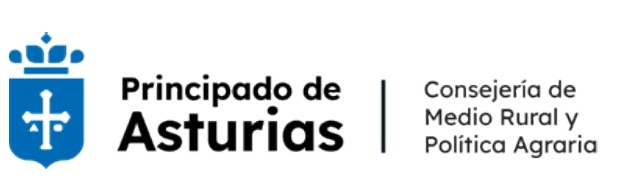 Principado de
Asturias
Consejería de
Medio Rural y
Política Agraria